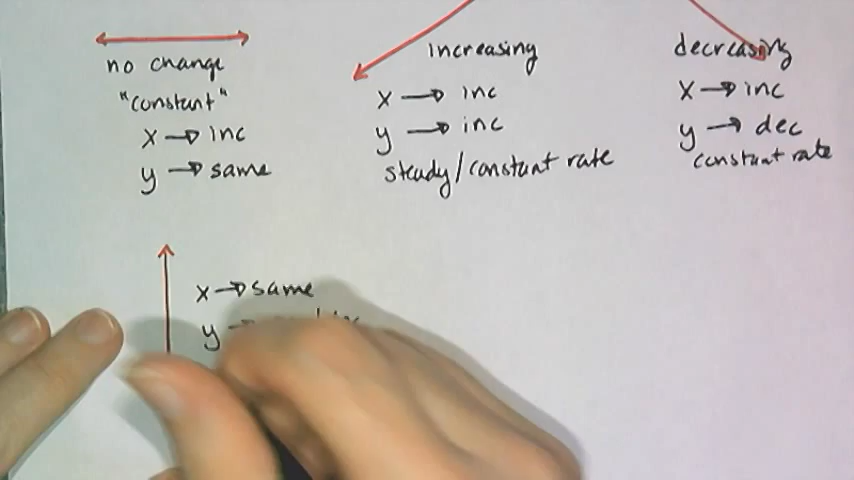 no change
"constant"
x → inc
y → same
increasing
x → inc
y → inc
steady/constant rate
decreasing
x → inc
y → dec
constant rate
x → same
y →